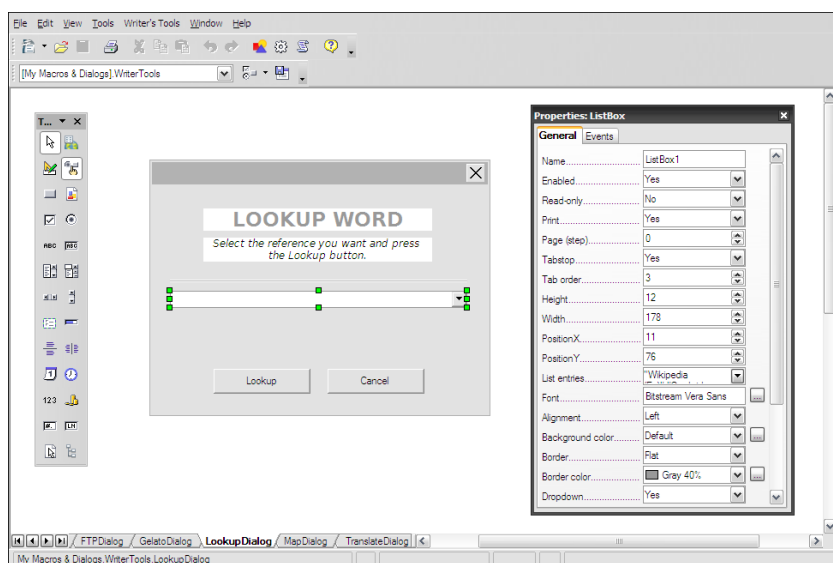 File Edit View Tools Writer's Tools Window Help
[My Macros & Dialogs].WriterTools
T...
Properties: ListBox
General Events
Name ListBox1
Enabled Yes
Read-only No
Print Yes
Page (step) 0
Tabstop Yes
Tab order 3
Height 12
Width 178
PositionX 11
PositionY 76
List entries "Wikipedia
Font Bitstream Vera Sans
Alignment Left
Background color Default
Border Flat
Border color Gray 40%
Dropdown Yes
LOOKUP WORD
Select the reference you want and press
the Lookup button.
Lookup Cancel
ABC ABC
123
FTPDialog GelatoDialog LookupDialog MapDialog TranslateDialog
My Macros & Dialogs.WriterTools.LookupDialog